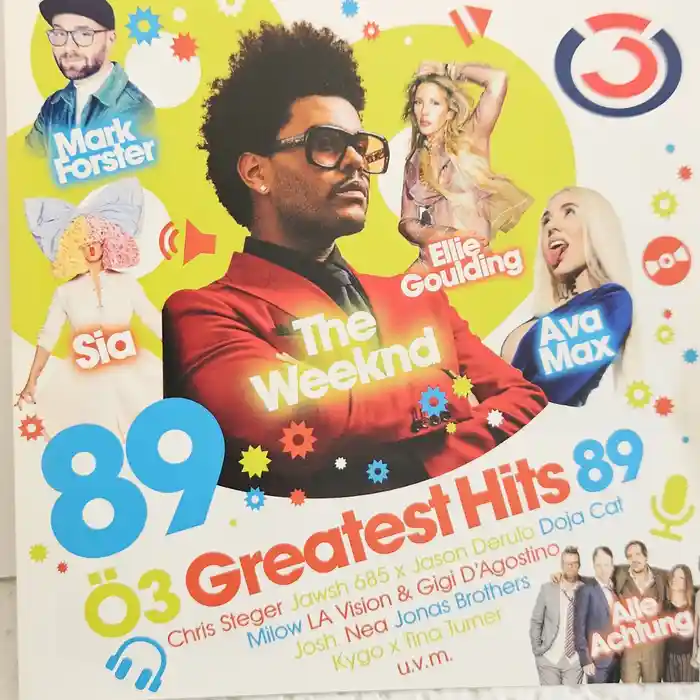 Mark
Forster
3
Ellie
Goulding
Sia
The
Weeknd
Ava
Max
89
Ö3 Greatest Hits 89
Chris Steger Jawsh 685 x Jason Derulo Doja Cat
Milow LA Vision & Gigi D'Agostino
Josh. Nea Jonas Brothers
Kygo x Tina Turner
u.v.m.
Alle
Achtung